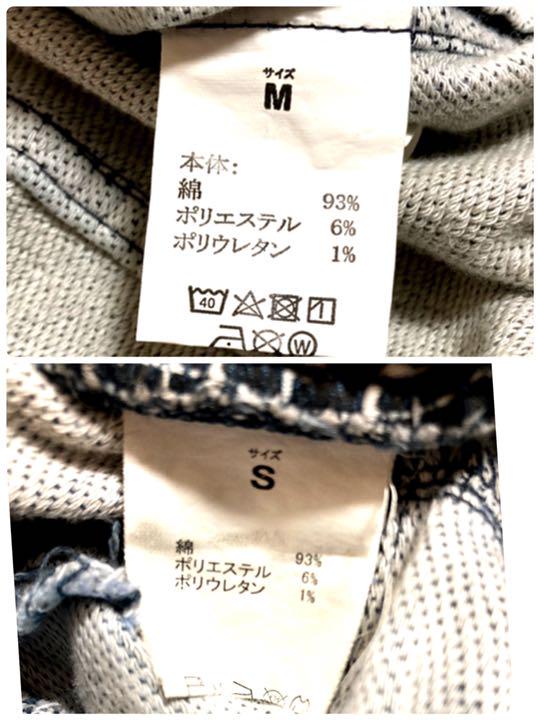 サイズ
M
本体:
綿 93%
ポリエステル 6%
ポリウレタン 1%
40
W
サイズ
S
綿 93%
ポリエステル 6%
ポリウレタン 1%